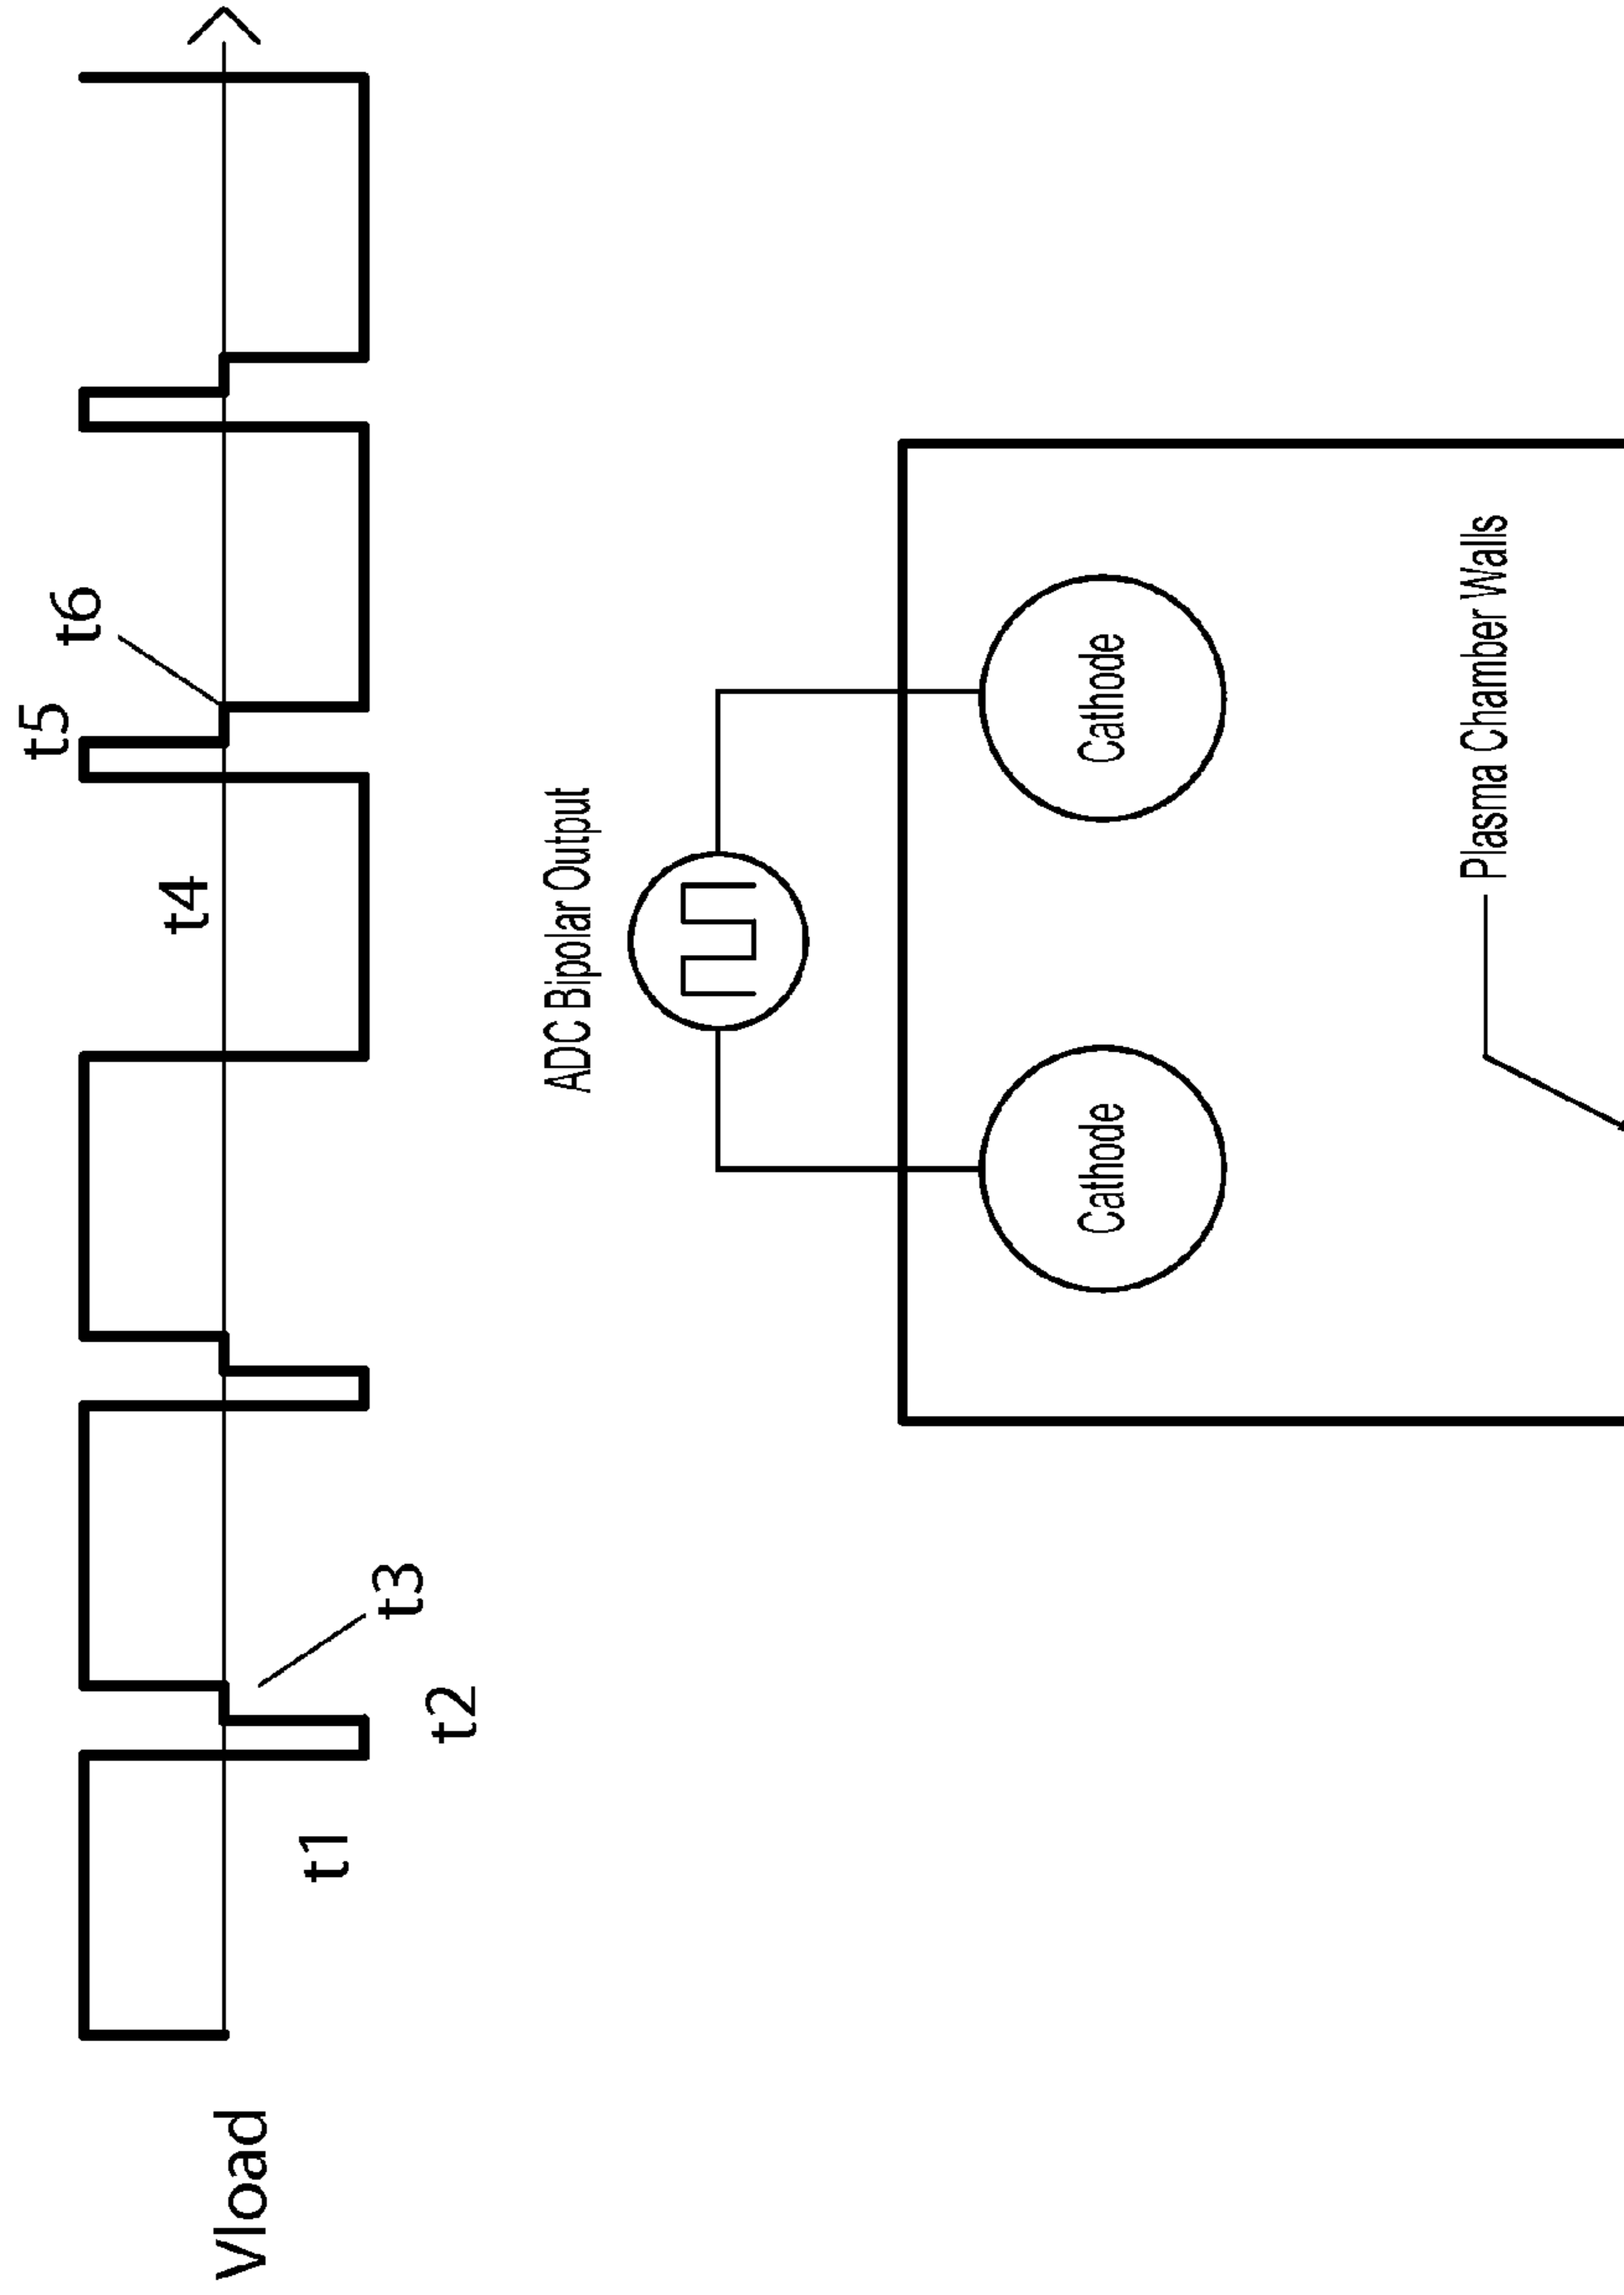 Vload
t1
t2
t3
t4
t5
t6
ADC Bipolar Output
Cathode
Cathode
Plasma Chamber Walls